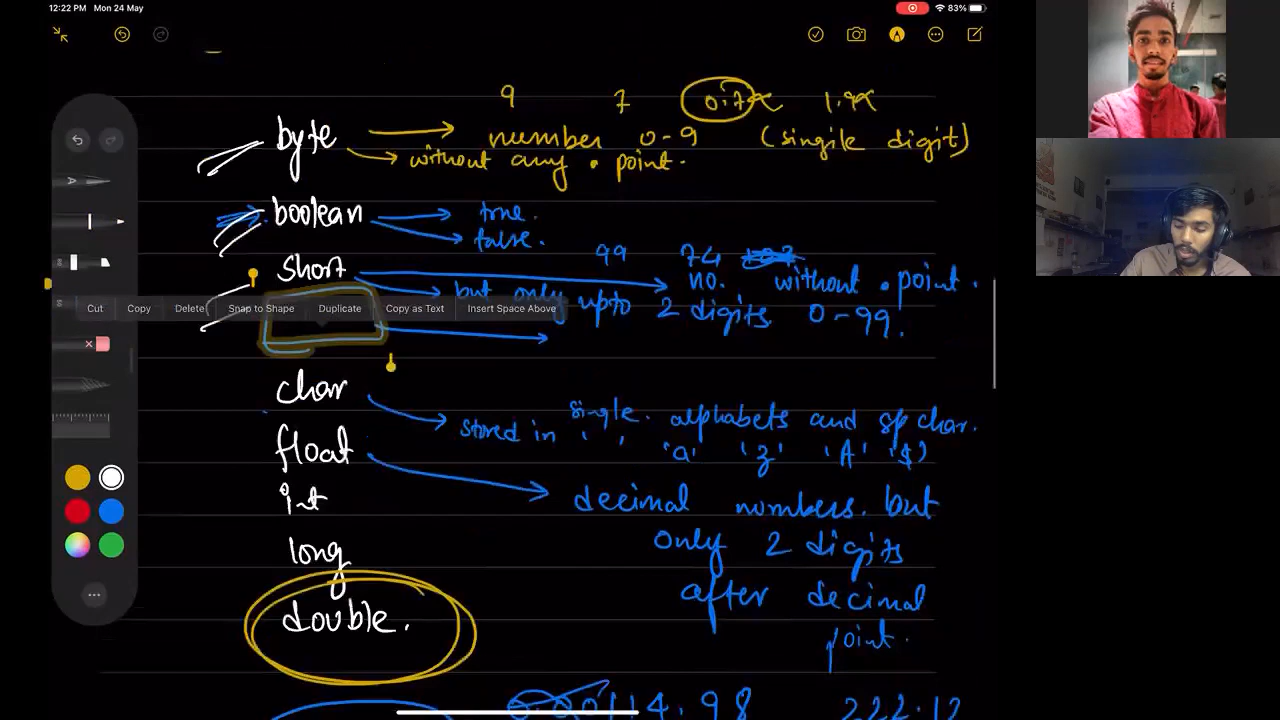 12:22 PM Mon 24 May
83%
9 7 0.7 1.9
byte number 0-9 (singile digit)
without any . point.
boolean true.
false.
99 74
short no. without . point.
but only upto 2 digits 0-99.
Cut Copy Delete Snap to Shape Duplicate Copy as Text Insert Space Above
char
stored in ' ' single. alphabets and sp char.
'a' 'z' 'A' '$'
float
decimal numbers. but
only 2 digits
after decimal
point.
int
long
double.
114.98 222.12